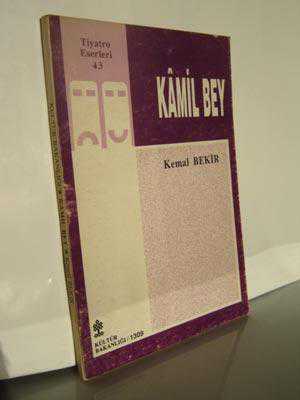 Tiyatro
Eserleri
43
KÂMİL BEY
Kemal BEKİR
KÜLTÜR
BAKANLIĞI / 1309